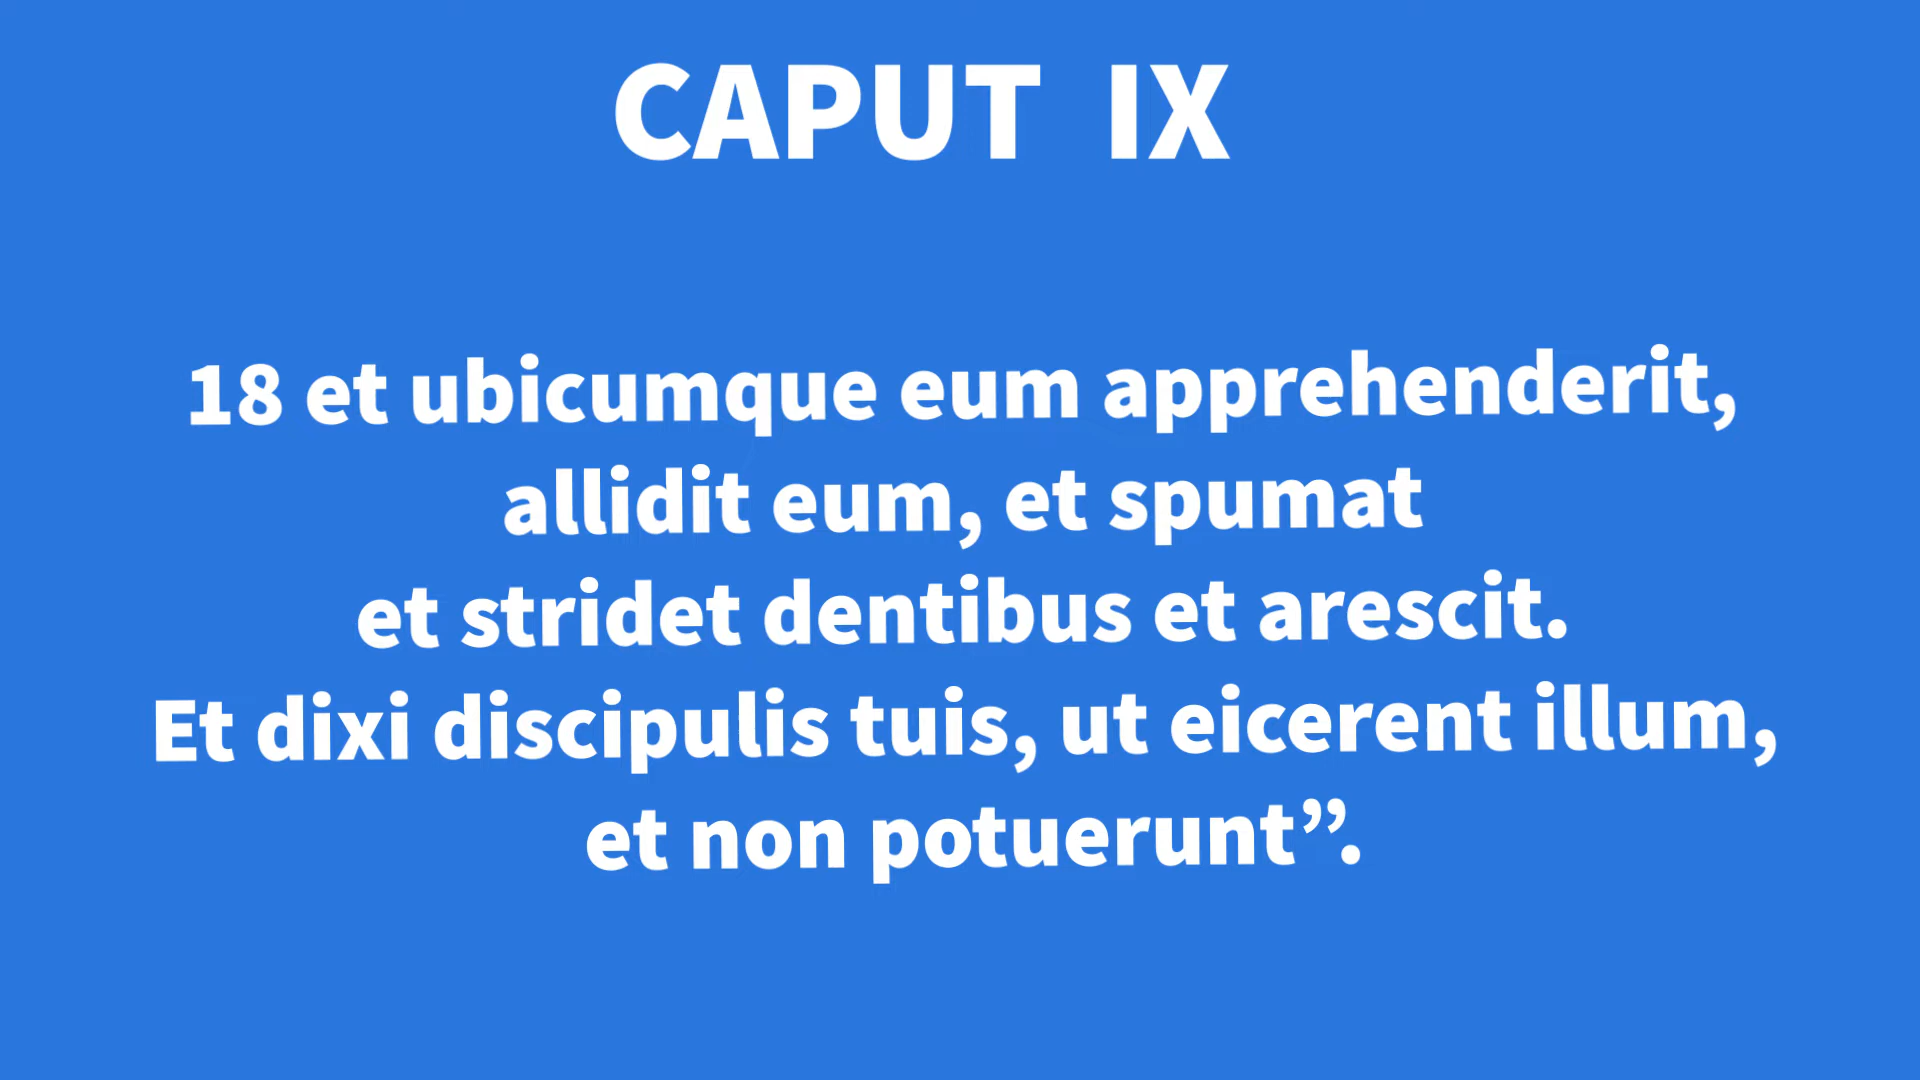 CAPUT IX
18 et ubicumque eum apprehenderit,
allidit eum, et spumat
et stridet dentibus et arescit.
Et dixi discipulis tuis, ut eicerent illum,
et non potuerunt”.